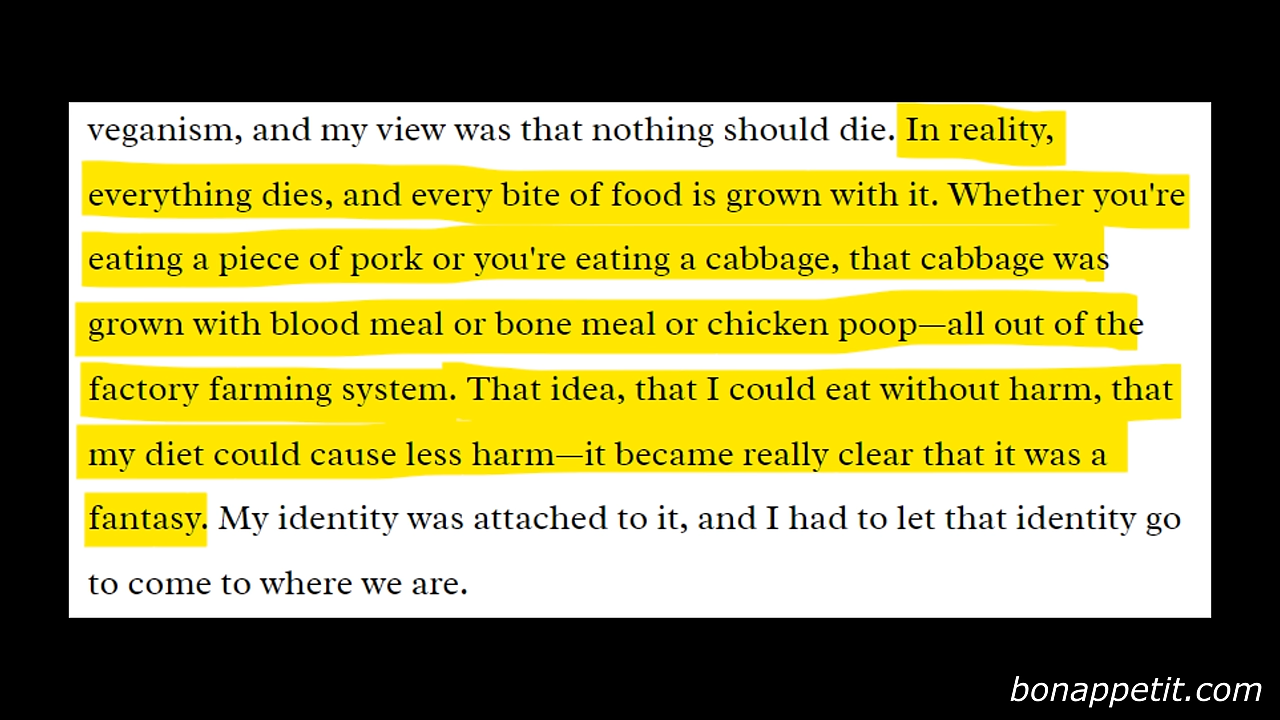 veganism, and my view was that nothing should die. In reality,
everything dies, and every bite of food is grown with it. Whether you're
eating a piece of pork or you're eating a cabbage, that cabbage was
grown with blood meal or bone meal or chicken poop—all out of the
factory farming system. That idea, that I could eat without harm, that
my diet could cause less harm—it became really clear that it was a
fantasy. My identity was attached to it, and I had to let that identity go
to come to where we are.
bonappetit.com